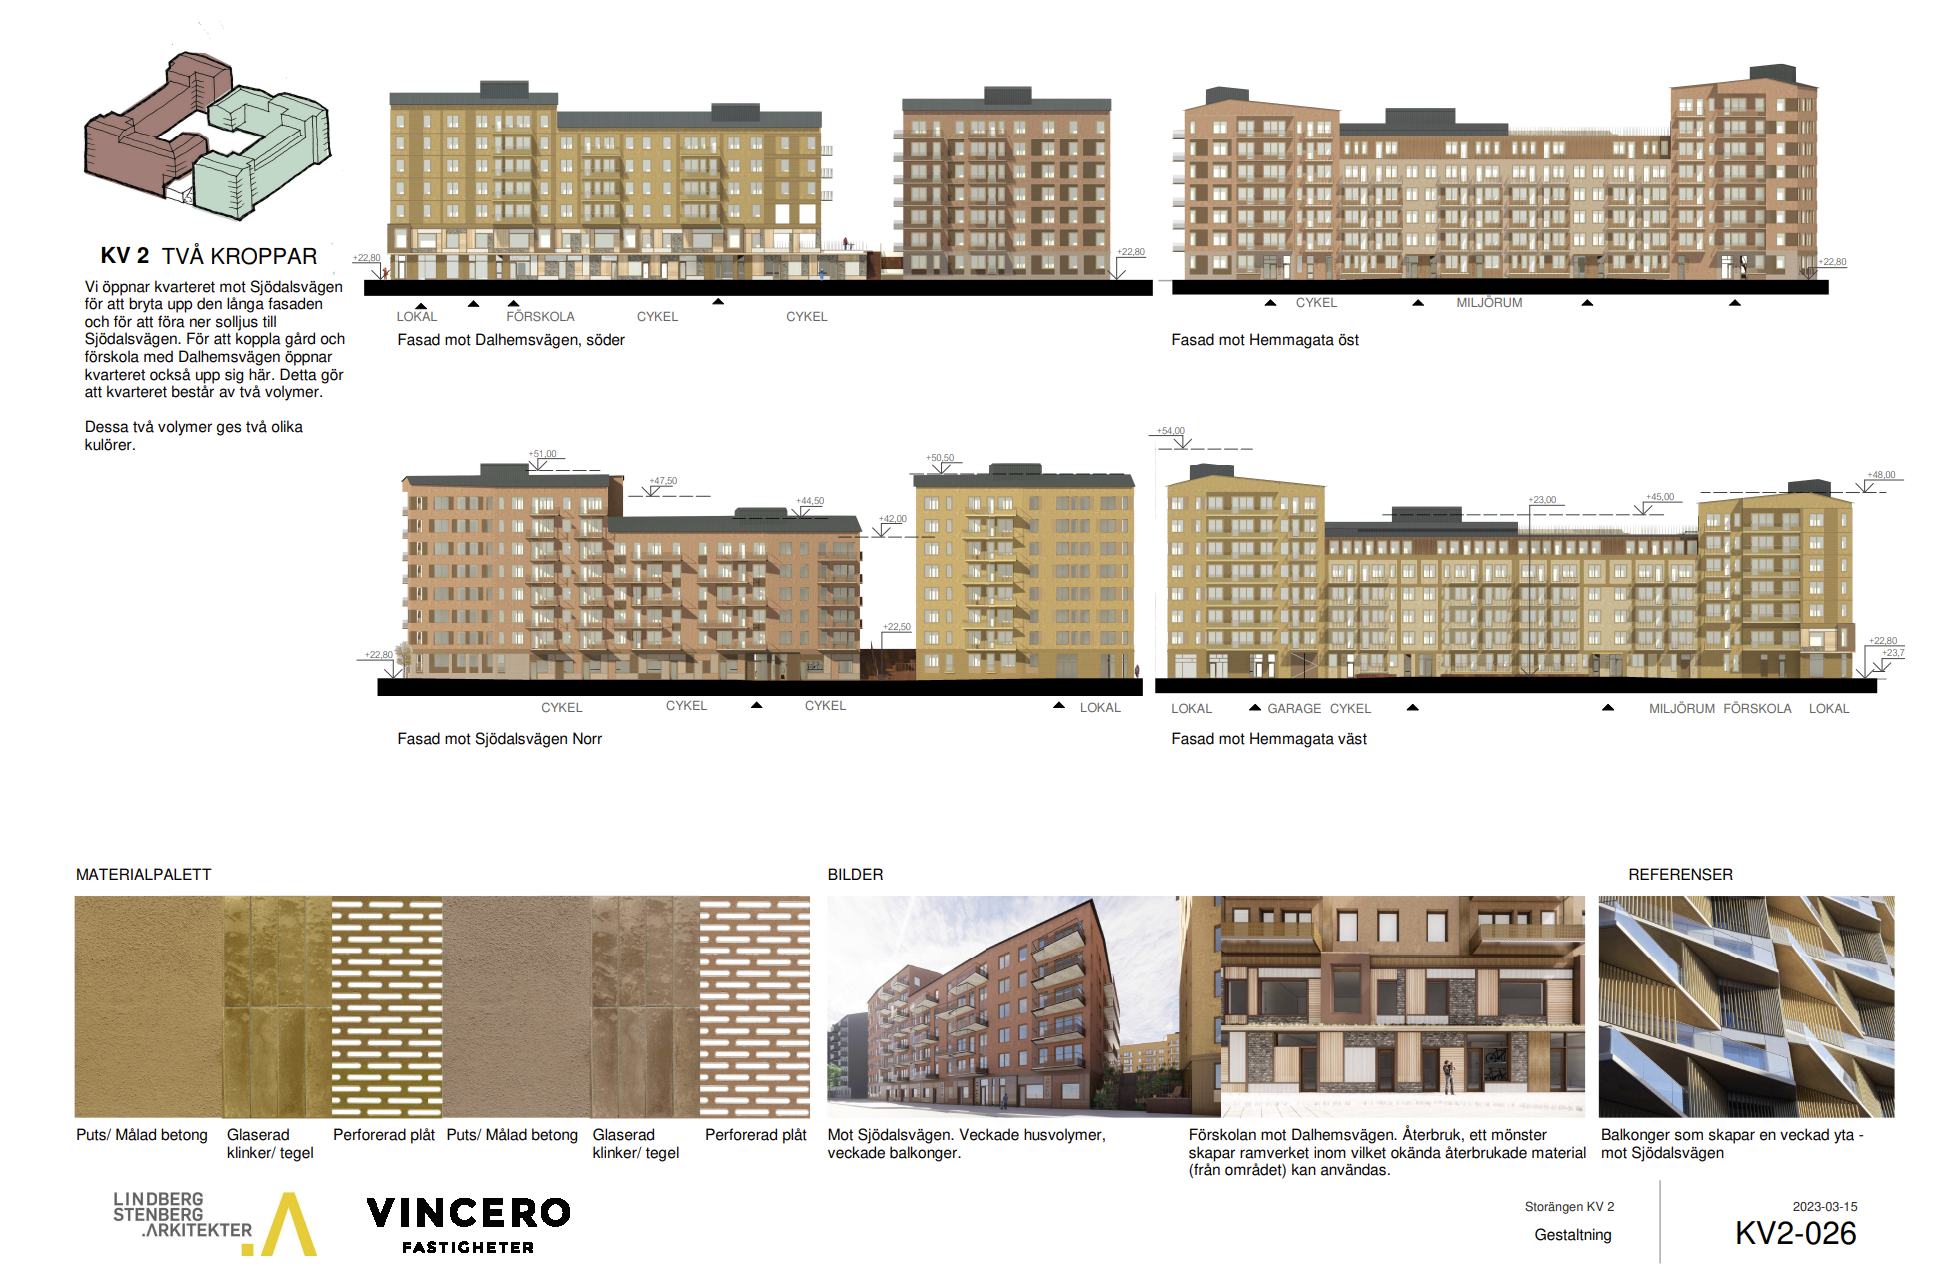 KV 2 TVÅ KROPPAR
Vi öppnar kvarteret mot Sjödalsvägen
för att bryta upp den långa fasaden
och för att föra ner solljus till
Sjödalsvägen. För att koppla gård och
förskola med Dalhemsvägen öppnar
kvarteret också upp sig här. Detta gör
att kvarteret består av två volymer.
Dessa två volymer ges två olika
kulörer.
+22,80
+22,80
LOKAL FÖRSKOLA CYKEL CYKEL
Fasad mot Dalhemsvägen, söder
+22,80
CYKEL MILJÖRUM
Fasad mot Hemmagata öst
+51,00
+47,50
+44,50
+42,00
+50,50
+22,50
+22,80
CYKEL CYKEL CYKEL LOKAL
Fasad mot Sjödalsvägen Norr
+54,00
+23,00
+45,00
+48,00
+22,80
+23,7
LOKAL GARAGE CYKEL MILJÖRUM FÖRSKOLA LOKAL
Fasad mot Hemmagata väst
MATERIALPALETT
Puts/ Målad betong
Glaserad
klinker/ tegel
Perforerad plåt
Puts/ Målad betong
Glaserad
klinker/ tegel
Perforerad plåt
BILDER
Mot Sjödalsvägen. Veckade husvolymer,
veckade balkonger.
Förskolan mot Dalhemsvägen. Återbruk, ett mönster
skapar ramverket inom vilket okända återbrukade material
(från området) kan användas.
REFERENSER
Balkonger som skapar en veckad yta -
mot Sjödalsvägen
LINDBERG
STENBERG
.ARKITEKTER
VINCERO
FASTIGHETER
Storängen KV 2
Gestaltning
2023-03-15
KV2-026